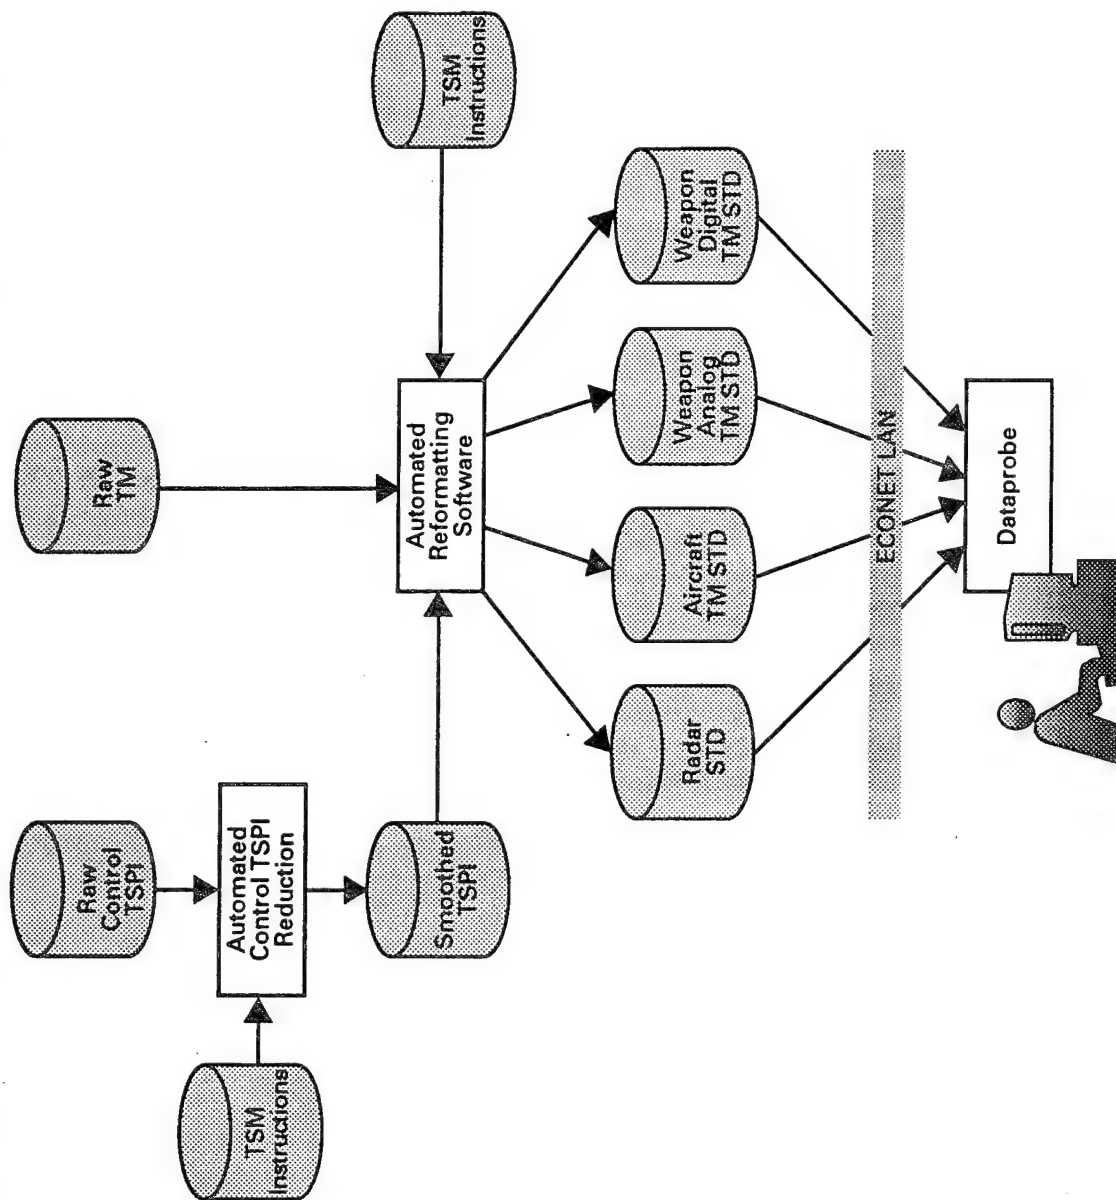 TSM
Instructions
Raw
Control
TSPI
Automated
Control TSPI
Reduction
Smoothed
TSPI
Raw
TM
TSM
Instructions
Automated
Reformatting
Software
Radar
STD
Aircraft
TM STD
Weapon
Analog
TM STD
Weapon
Digital
TM STD
ECONET LAN
Dataprobe